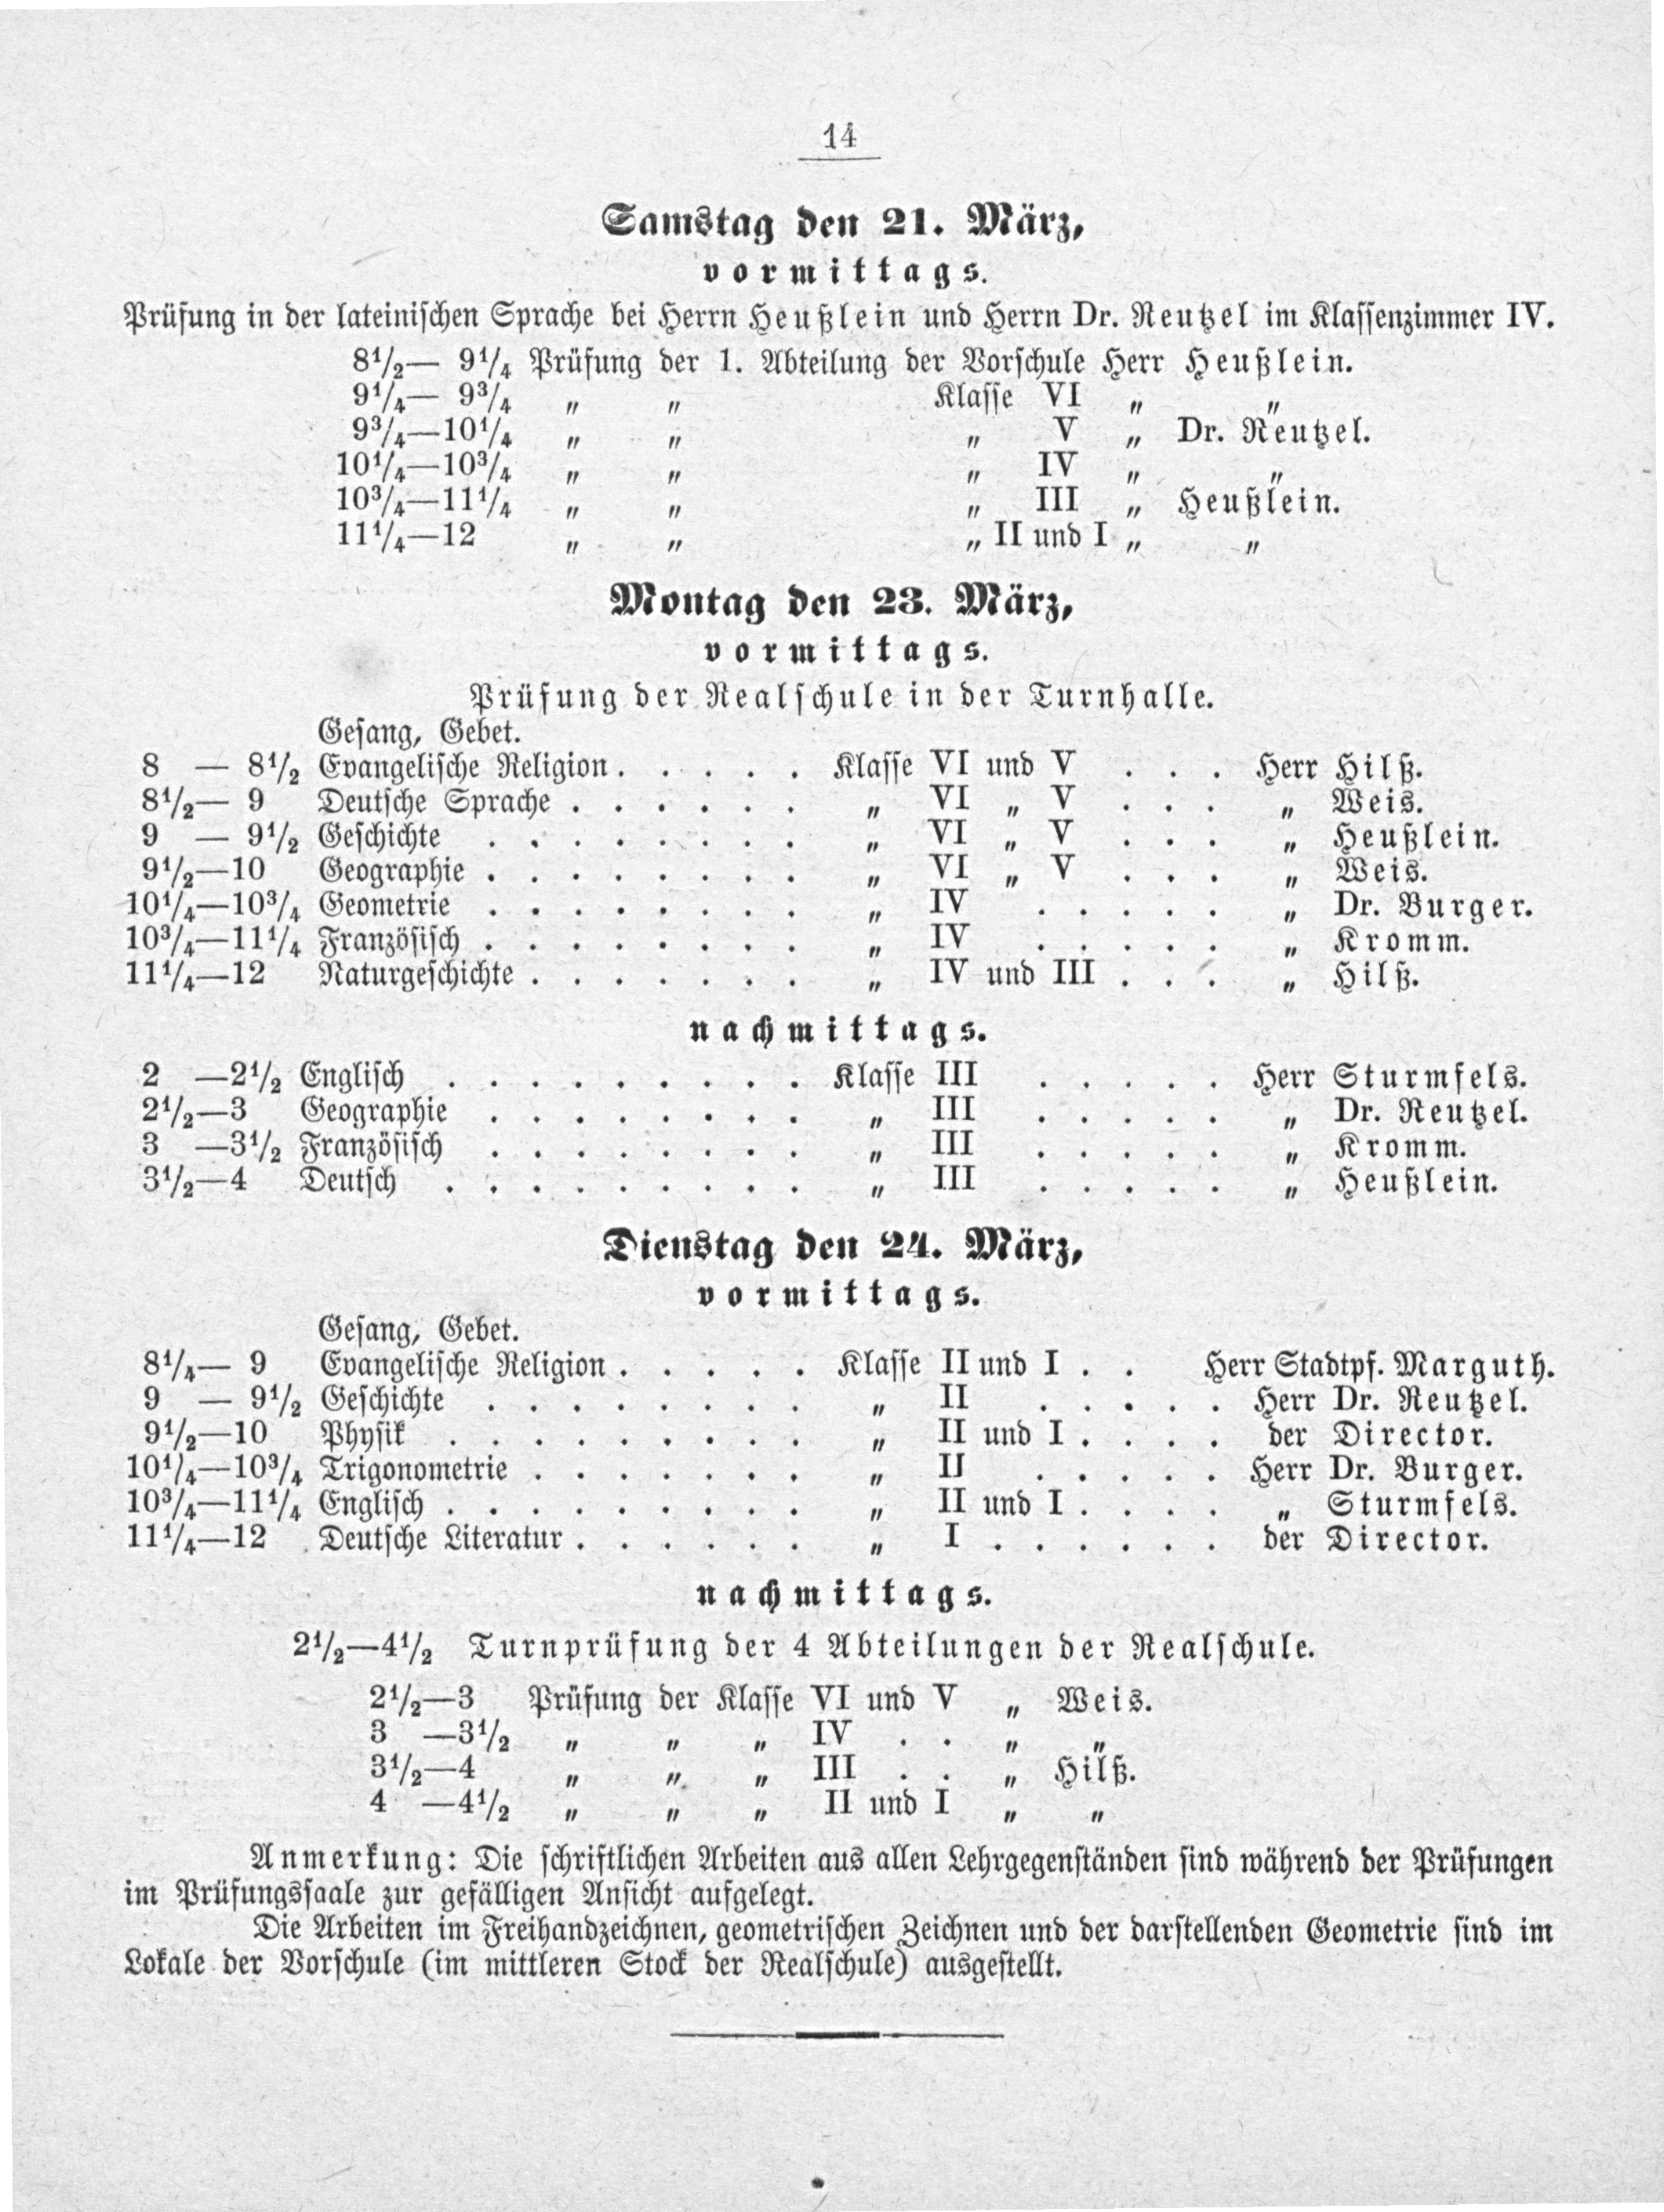 14
Samstag den 21. März,
vormittags.
Prüfung in der lateinischen Sprache bei Herrn Heußlein und Herrn Dr. Reutzel im Klassenzimmer IV.
8½— 9¼ Prüfung der 1. Abteilung der Vorschule Herr Heußlein.
9¼— 9¾ „ „ Klasse VI „ „
9¾—10¼ „ „ „ V „ Dr. Reutzel.
10¼—10¾ „ „ „ IV „ „
10¾—11¼ „ „ „ III „ Heußlein.
11¼—12 „ „ „ II und I „ „
Montag den 23. März,
vormittags.
Prüfung der Realschule in der Turnhalle.
Gesang, Gebet.
8 — 8½ Evangelische Religion . . . . . Klasse VI und V . . . Herr Hilß.
8½— 9 Deutsche Sprache . . . . . . „ VI „ V . . . „ Weis.
9 — 9½ Geschichte . . . . . . . . „ VI „ V . . . „ Heußlein.
9½—10 Geographie . . . . . . . . „ VI „ V . . . „ Weis.
10¼—10¾ Geometrie . . . . . . . . „ IV . . . . . „ Dr. Burger.
10¾—11¼ Französisch . . . . . . . . „ IV . . . . . „ Kromm.
11¼—12 Naturgeschichte . . . . . . . „ IV und III . . . „ Hilß.
nachmittags.
2 —2½ Englisch . . . . . . . . . Klasse III . . . . . Herr Sturmfels.
2½—3 Geographie . . . . . . . . „ III . . . . . „ Dr. Reutzel.
3 —3½ Französisch . . . . . . . . „ III . . . . . „ Kromm.
3½—4 Deutsch . . . . . . . . . „ III . . . . . „ Heußlein.
Dienstag den 24. März,
vormittags.
Gesang, Gebet.
8¼— 9 Evangelische Religion . . . . . Klasse II und I . . Herr Stadtpf. Marguth.
9 — 9½ Geschichte . . . . . . . . „ II . . . . . Herr Dr. Reutzel.
9½—10 Physik . . . . . . . . . „ II und I . . . . der Director.
10¼—10¾ Trigonometrie . . . . . . . „ II . . . . . Herr Dr. Burger.
10¾—11¼ Englisch . . . . . . . . . „ II und I . . . . „ Sturmfels.
11¼—12 Deutsche Literatur . . . . . . „ I . . . . . . der Director.
nachmittags.
2½—4½ Turnprüfung der 4 Abteilungen der Realschule.
2½—3 Prüfung der Klasse VI und V „ Weis.
3 —3½ „ „ „ IV . . „ „
3½—4 „ „ „ III . . „ Hilß.
4 —4½ „ „ „ II und I „ „
Anmerkung: Die schriftlichen Arbeiten aus allen Lehrgegenständen sind während der Prüfungen
im Prüfungssaale zur gefälligen Ansicht aufgelegt.
Die Arbeiten im Freihandzeichnen, geometrischen Zeichnen und der darstellenden Geometrie sind im
Lokale der Vorschule (im mittleren Stock der Realschule) ausgestellt.